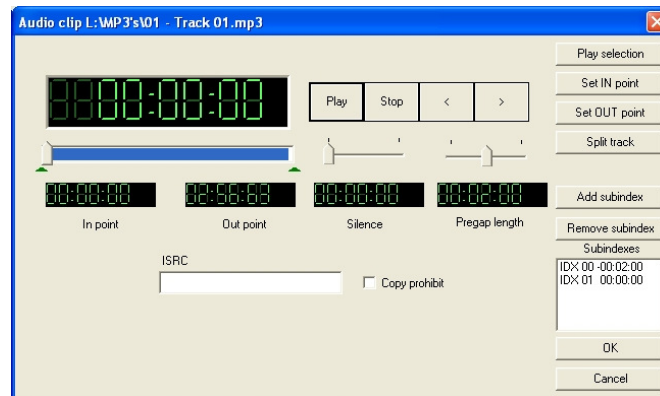 Audio clip L:\MP3's\01 - Track 01.mp3
00:00:00
Play
Stop
<
>
Play selection
Set IN point
Set OUT point
Split track
00:00:00
00:00:00
00:02:00
In point
Out point
Silence
Pregap length
Add subindex
Remove subindex
Subindexes
IDX 00 -00:02:00
IDX 01 00:00:00
ISRC
Copy prohibit
OK
Cancel